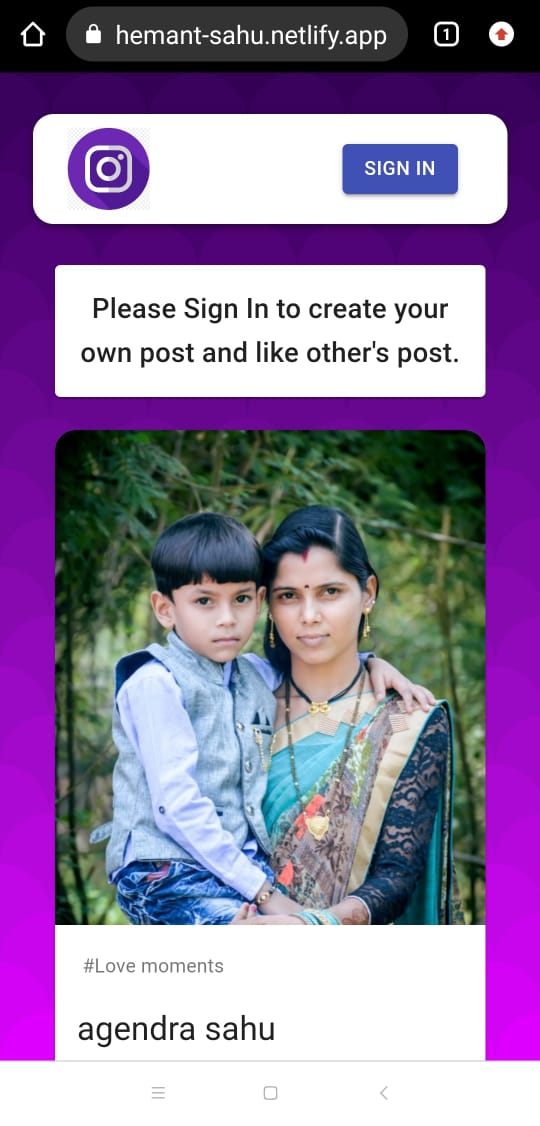 hemant-sahu.netlify.app
1
SIGN IN
Please Sign In to create your
own post and like other's post.
#Love moments
agendra sahu